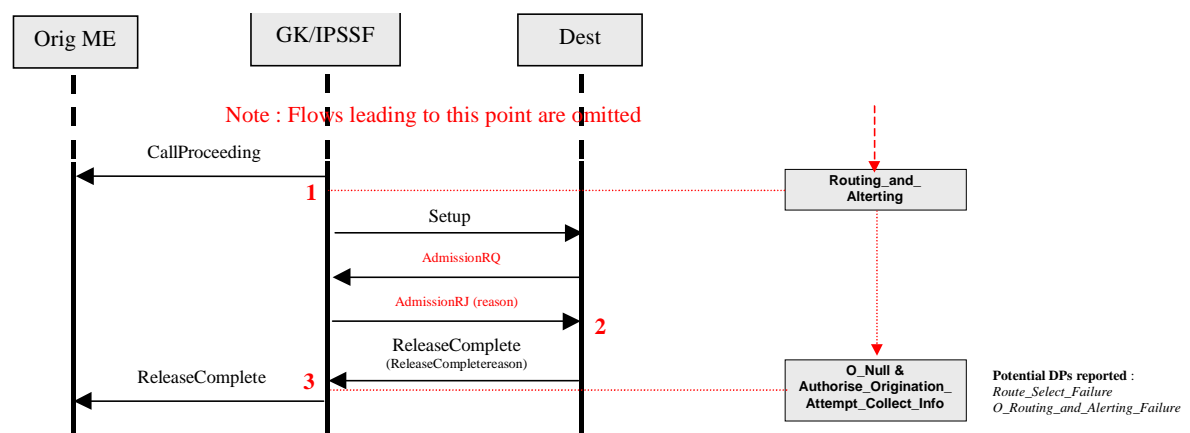 Orig ME
GK/IPSSF
Dest
Note : Flows leading to this point are omitted
CallProceeding
1
Routing_and_
Alterting
Setup
AdmissionRQ
AdmissionRJ (reason)
2
ReleaseComplete
(ReleaseCompletereason)
ReleaseComplete
3
O_Null &
Authorise_Origination_
Attempt_Collect_Info
Potential DPs reported :
Route_Select_Failure
O_Routing_and_Alerting_Failure